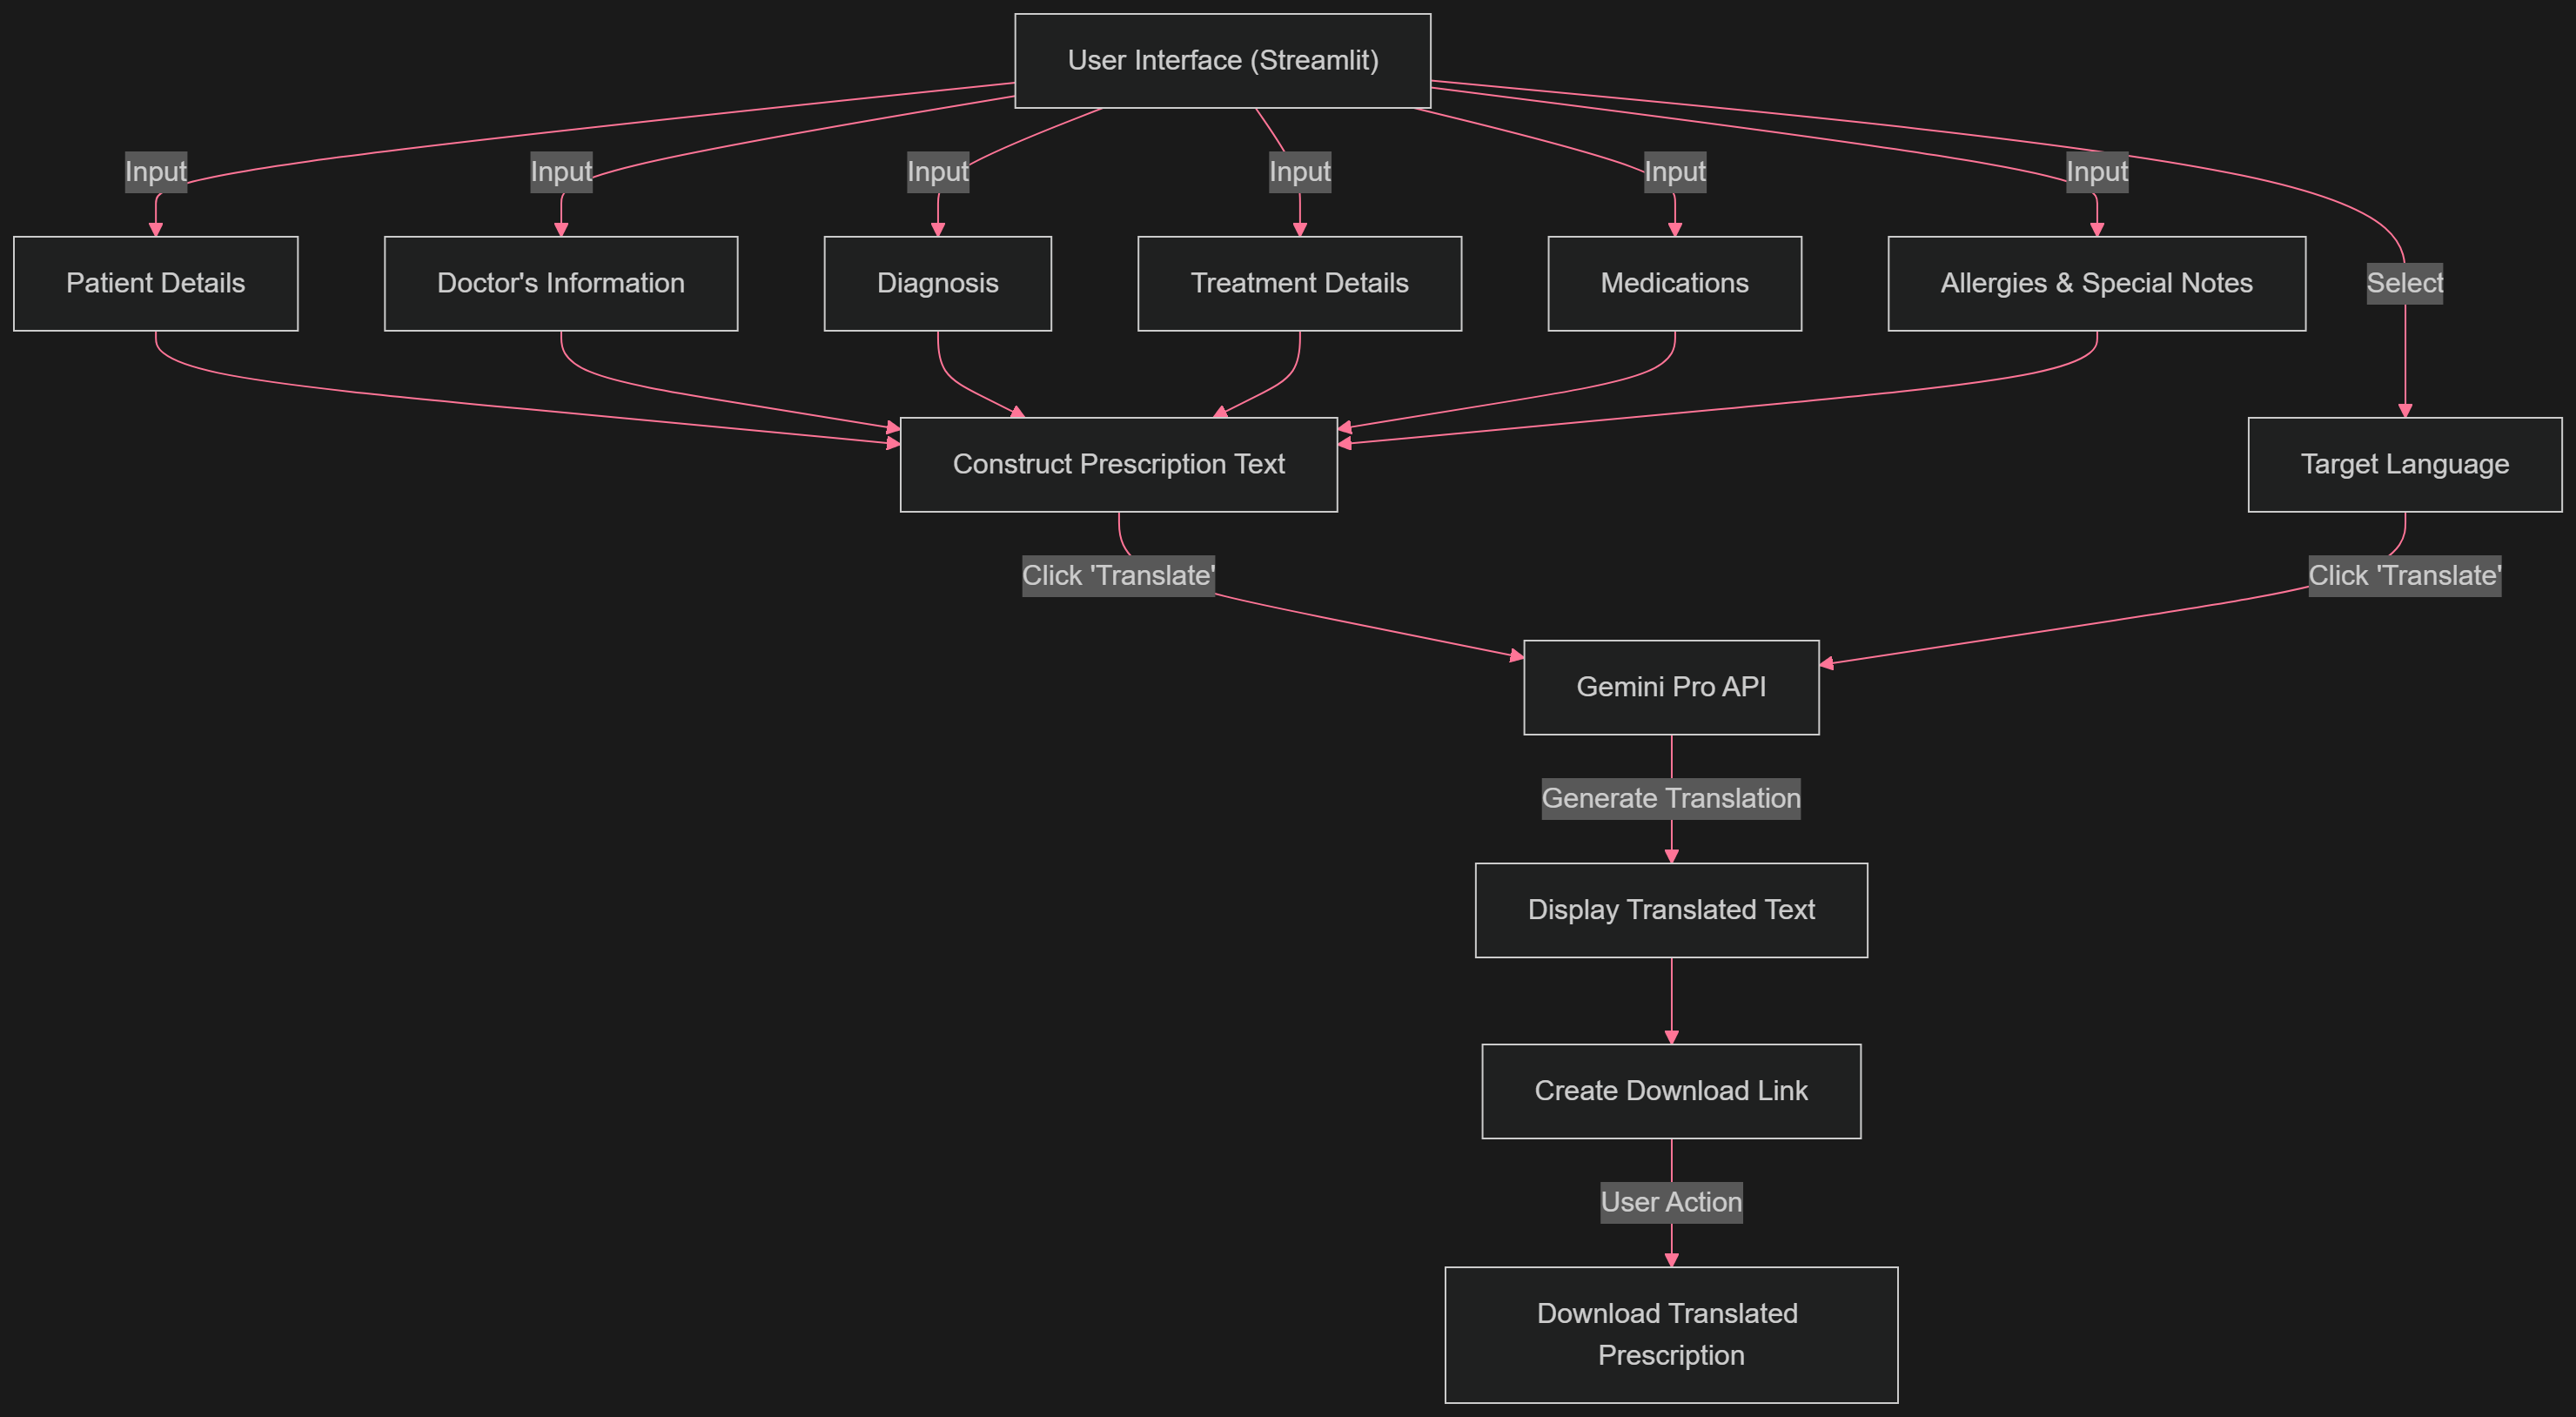 User Interface (Streamlit)
Input
Input
Input
Input
Input
Input
Patient Details
Doctor's Information
Diagnosis
Treatment Details
Medications
Allergies & Special Notes
Select
Construct Prescription Text
Target Language
Click 'Translate'
Click 'Translate'
Gemini Pro API
Generate Translation
Display Translated Text
Create Download Link
User Action
Download Translated
Prescription